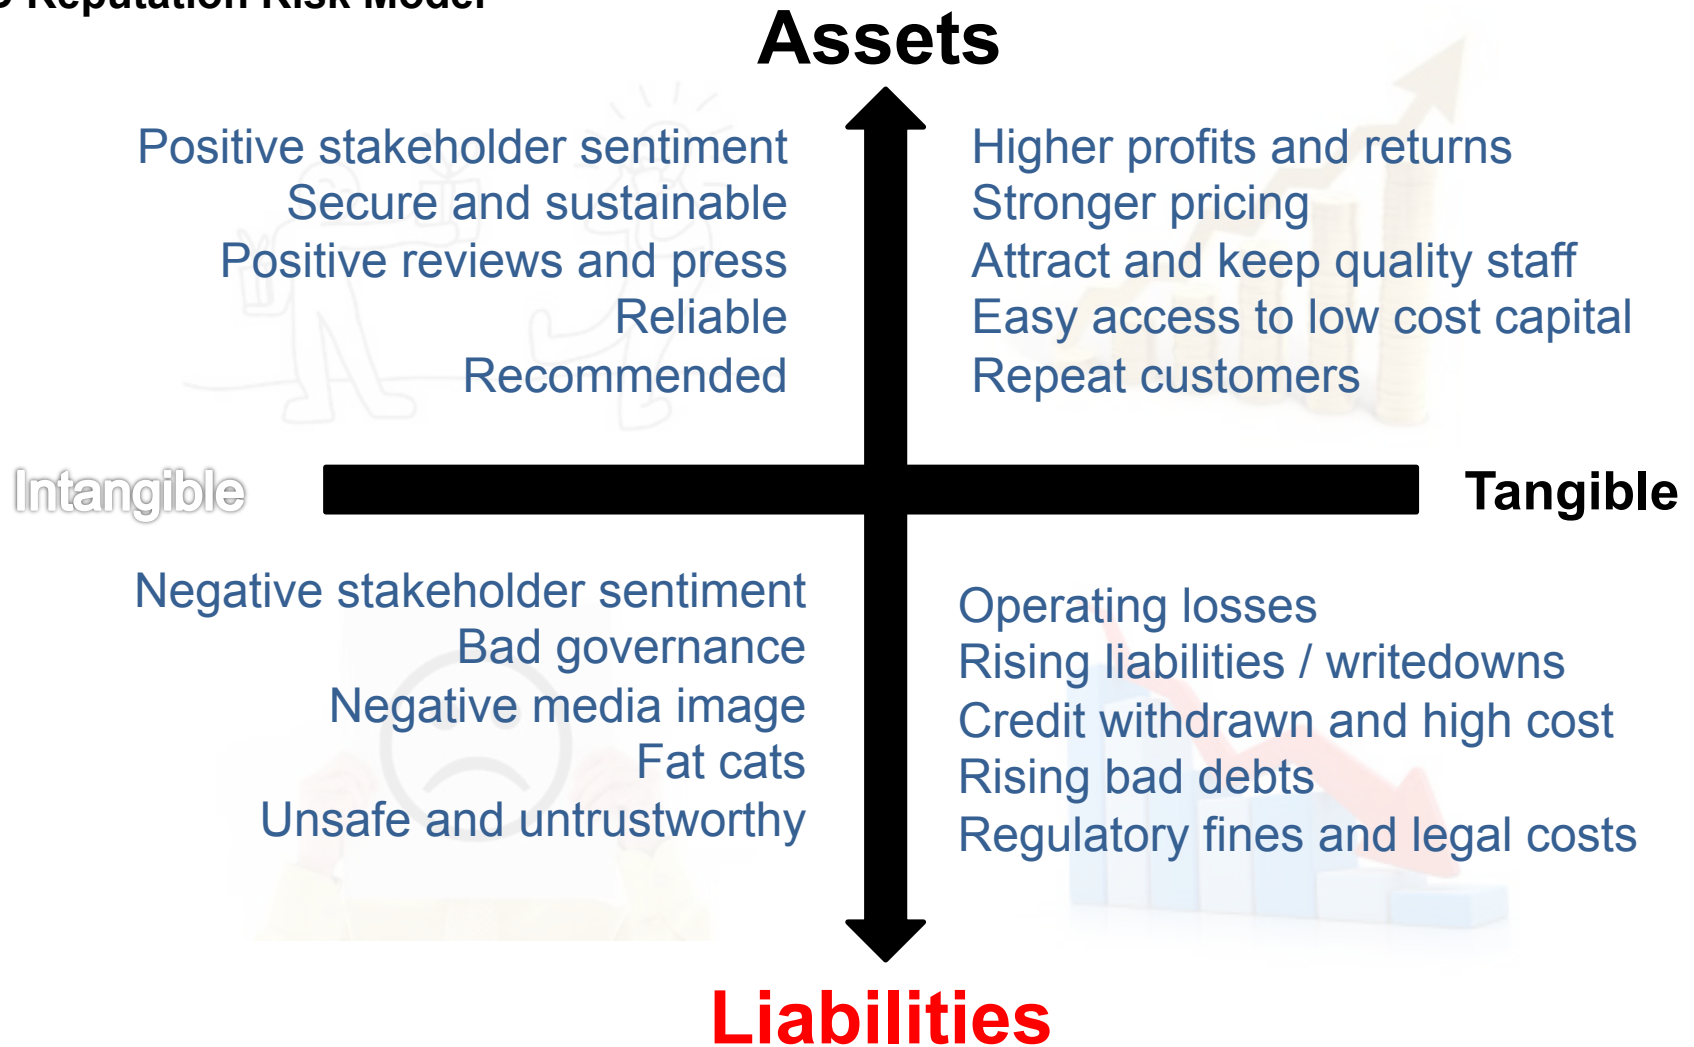 Reputation Risk Model
Assets
Positive stakeholder sentiment
Secure and sustainable
Positive reviews and press
Reliable
Recommended
Higher profits and returns
Stronger pricing
Attract and keep quality staff
Easy access to low cost capital
Repeat customers
Intangible
Tangible
Negative stakeholder sentiment
Bad governance
Negative media image
Fat cats
Unsafe and untrustworthy
Operating losses
Rising liabilities / writedowns
Credit withdrawn and high cost
Rising bad debts
Regulatory fines and legal costs
Liabilities